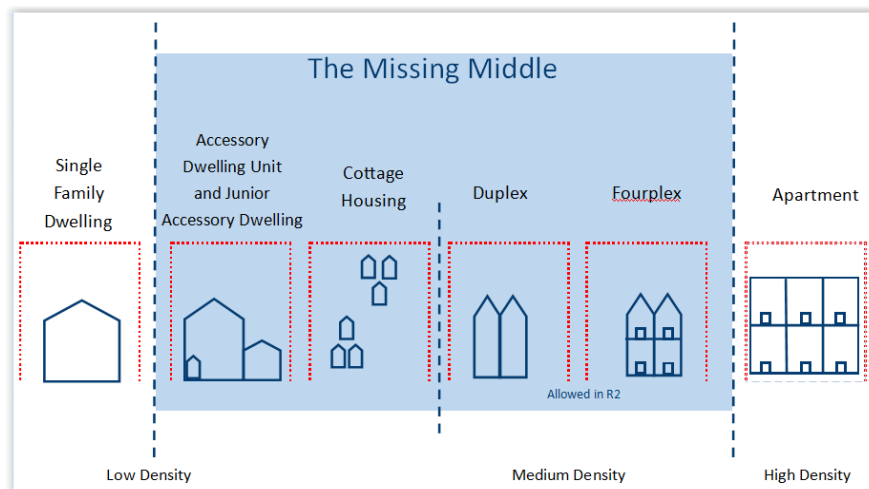 The Missing Middle
Single
Family
Dwelling
Accessory
Dwelling Unit
and Junior
Accessory Dwelling
Cottage
Housing
Duplex
Fourplex
Apartment
Allowed in R2
Low Density
Medium Density
High Density